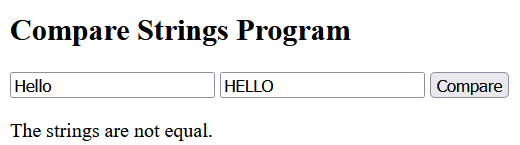 Compare Strings Program
Hello HELLO Compare
The strings are not equal.